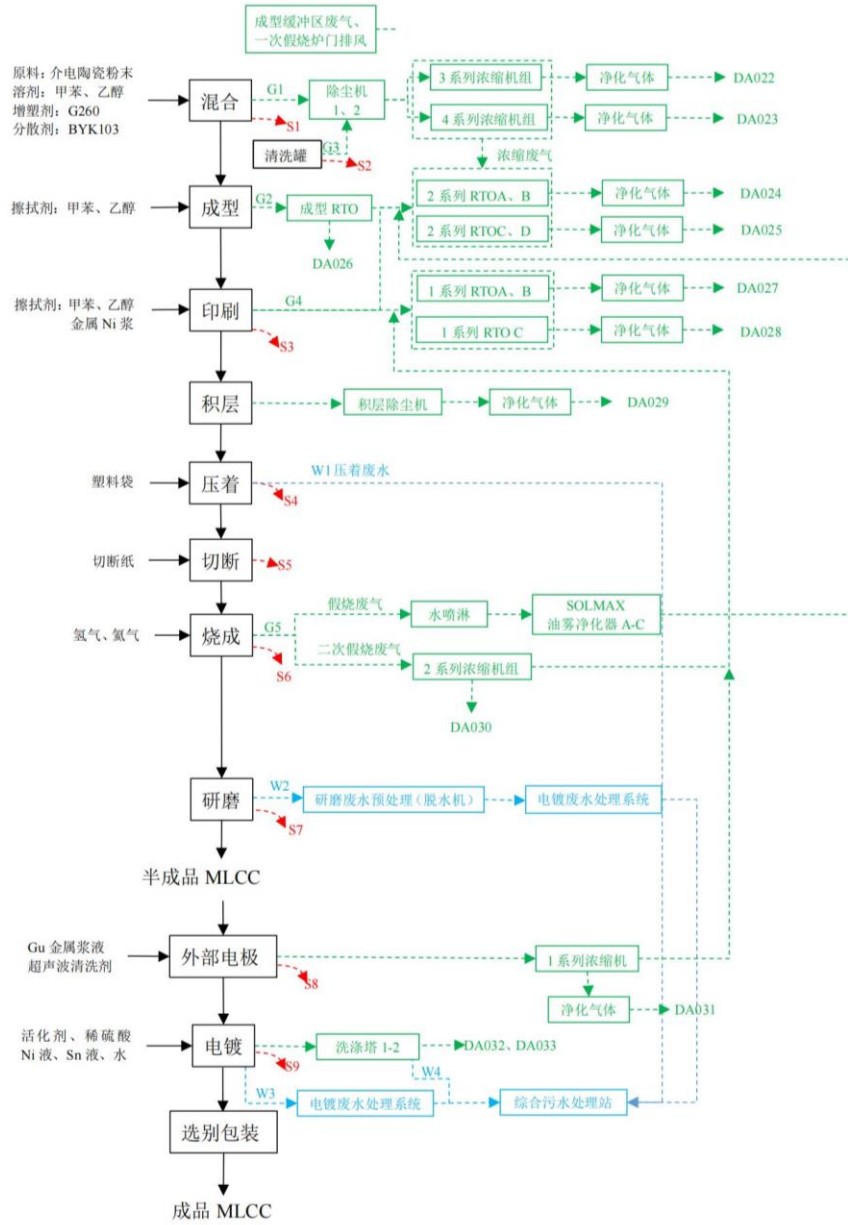 成型缓冲区废气、
一次假烧炉门排风
原料：介电陶瓷粉末
溶剂：甲苯、乙醇
增塑剂：G260
分散剂：BYK103
混合
G1
S1
除尘机
1、2
3 系列浓缩机组
净化气体
DA022
4 系列浓缩机组
净化气体
DA023
清洗罐
G3
S2
浓缩废气
擦拭剂：甲苯、乙醇
成型
G2
成型 RTO
DA026
2 系列 RTOA、B
净化气体
DA024
2 系列 RTOC、D
净化气体
DA025
擦拭剂：甲苯、乙醇
金属 Ni 浆
印刷
G4
S3
1 系列 RTOA、B
净化气体
DA027
1 系列 RTO C
净化气体
DA028
积层
积层除尘机
净化气体
DA029
塑料袋
压着
W1 压着废水
S4
切断纸
切断
S5
氢气、氮气
烧成
G5
S6
假烧废气
水喷淋
SOLMAX
油雾净化器 A-C
二次假烧废气
2 系列浓缩机组
DA030
研磨
W2
S7
研磨废水预处理（脱水机）
电镀废水处理系统
半成品 MLCC
Gu 金属浆液
超声波清洗剂
外部电极
S8
1 系列浓缩机
净化气体
DA031
活化剂、稀硫酸
Ni 液、Sn 液、水
电镀
S9
洗涤塔 1-2
DA032、DA033
W3
W4
电镀废水处理系统
综合污水处理站
选别包装
成品 MLCC